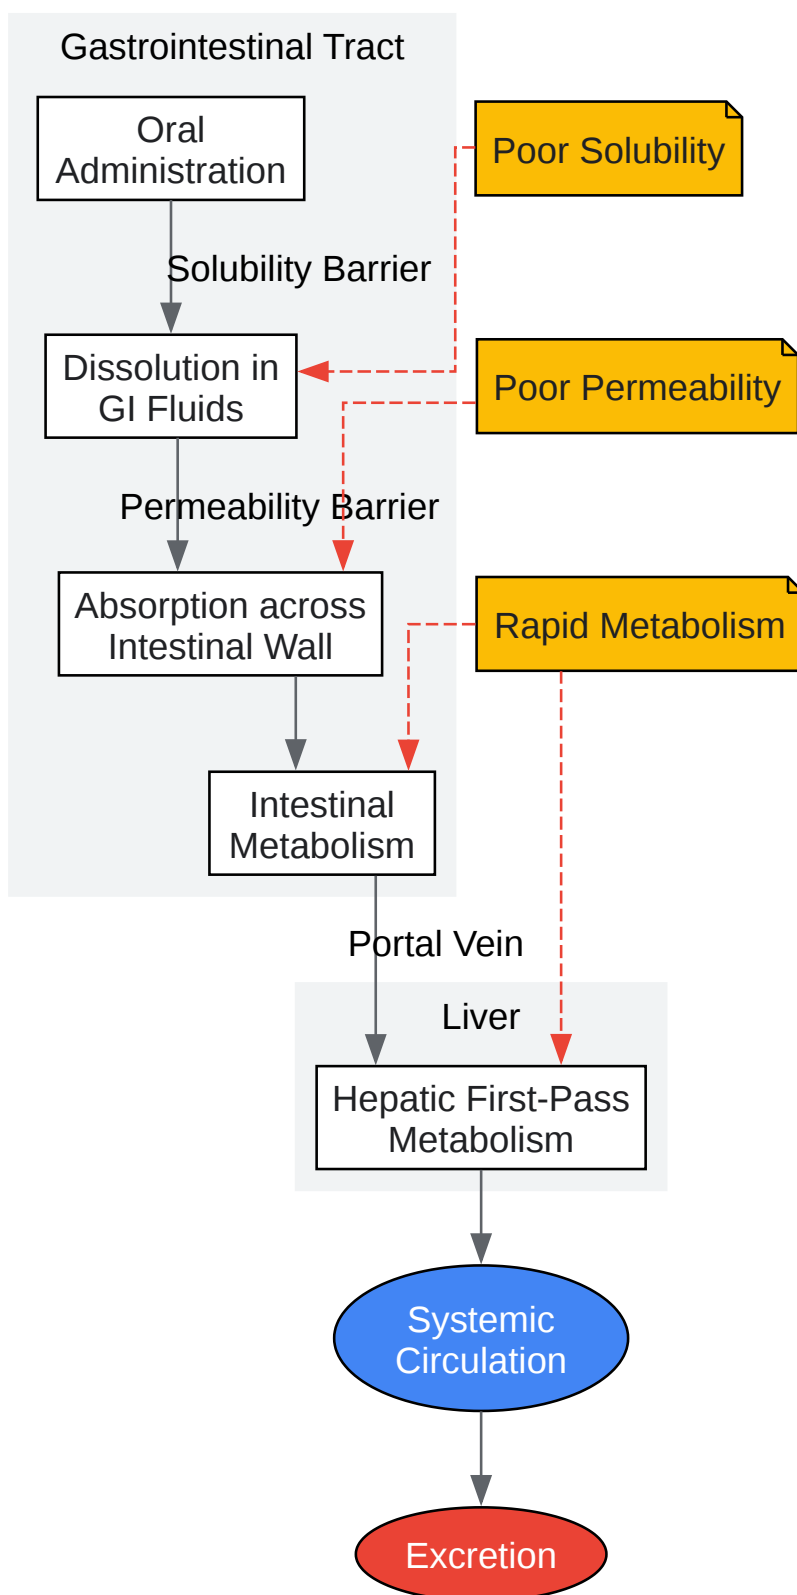 Gastrointestinal Tract
Oral
Administration
Poor Solubility
Solubility Barrier
Dissolution in
GI Fluids
Poor Permeability
Permeability Barrier
Absorption across
Intestinal Wall
Rapid Metabolism
Intestinal
Metabolism
Portal Vein
Liver
Hepatic First-Pass
Metabolism
Systemic
Circulation
Excretion